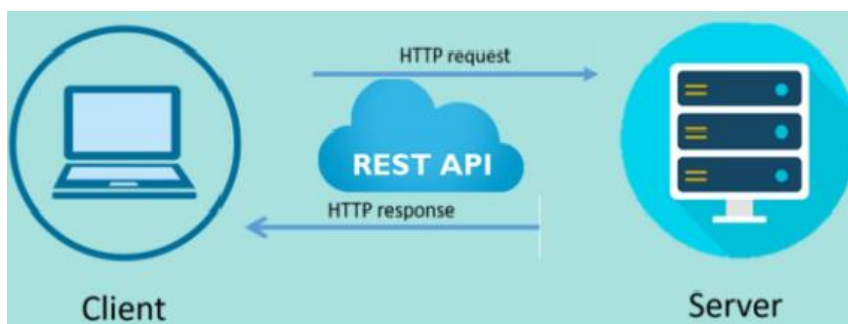 HTTP request
REST API
HTTP response
Client
Server